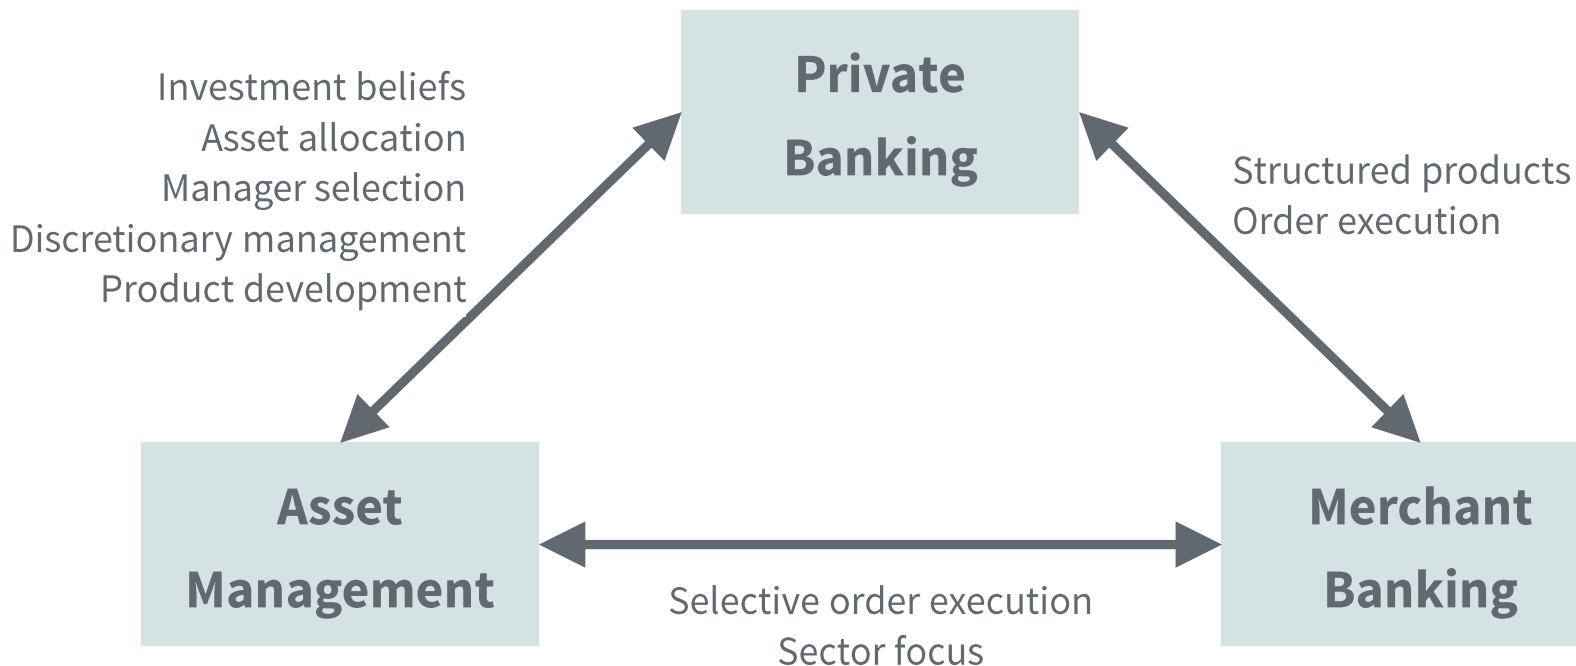 Private
Banking
Investment beliefs
Asset allocation
Manager selection
Discretionary management
Product development
Structured products
Order execution
Asset
Management
Merchant
Banking
Selective order execution
Sector focus